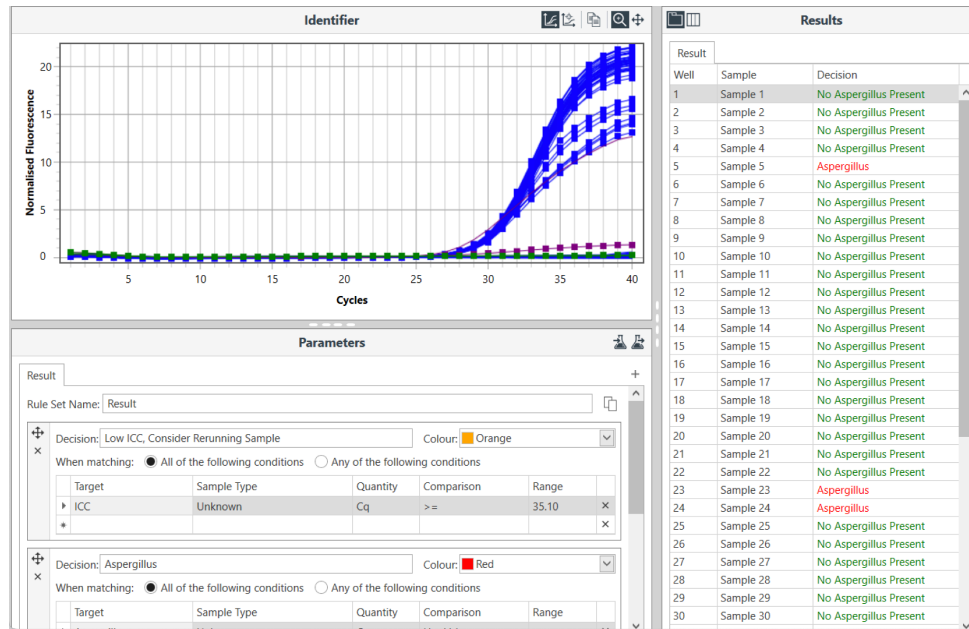 Identifier
Normalised Fluorescence
20
15
10
5
0
5 10 15 20 25 30 35 40
Cycles
Parameters
Result
Rule Set Name: Result
Decision: Low ICC, Consider Rerunning Sample Colour: Orange
When matching: All of the following conditions Any of the following conditions
Target Sample Type Quantity Comparison Range
ICC Unknown Cq >= 35.10
Decision: Aspergillus Colour: Red
When matching: All of the following conditions Any of the following conditions
Target Sample Type Quantity Comparison Range
Results
Result
Well Sample Decision
1 Sample 1 No Aspergillus Present
2 Sample 2 No Aspergillus Present
3 Sample 3 No Aspergillus Present
4 Sample 4 No Aspergillus Present
5 Sample 5 Aspergillus
6 Sample 6 No Aspergillus Present
7 Sample 7 No Aspergillus Present
8 Sample 8 No Aspergillus Present
9 Sample 9 No Aspergillus Present
10 Sample 10 No Aspergillus Present
11 Sample 11 No Aspergillus Present
12 Sample 12 No Aspergillus Present
13 Sample 13 No Aspergillus Present
14 Sample 14 No Aspergillus Present
15 Sample 15 No Aspergillus Present
16 Sample 16 No Aspergillus Present
17 Sample 17 No Aspergillus Present
18 Sample 18 No Aspergillus Present
19 Sample 19 No Aspergillus Present
20 Sample 20 No Aspergillus Present
21 Sample 21 No Aspergillus Present
22 Sample 22 No Aspergillus Present
23 Sample 23 Aspergillus
24 Sample 24 Aspergillus
25 Sample 25 No Aspergillus Present
26 Sample 26 No Aspergillus Present
27 Sample 27 No Aspergillus Present
28 Sample 28 No Aspergillus Present
29 Sample 29 No Aspergillus Present
30 Sample 30 No Aspergillus Present